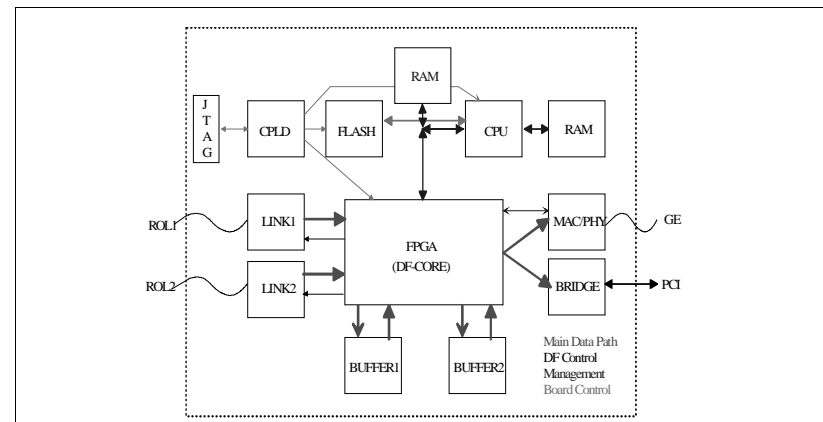 RAM
J
T
A
G
CPLD
FLASH
CPU
RAM
ROL1
LINK1
FPGA
(DF-CORE)
MAC/PHY
GE
ROL2
LINK2
BRIDGE
PCI
BUFFER1
BUFFER2
Main Data Path
DF Control
Management
Board Control